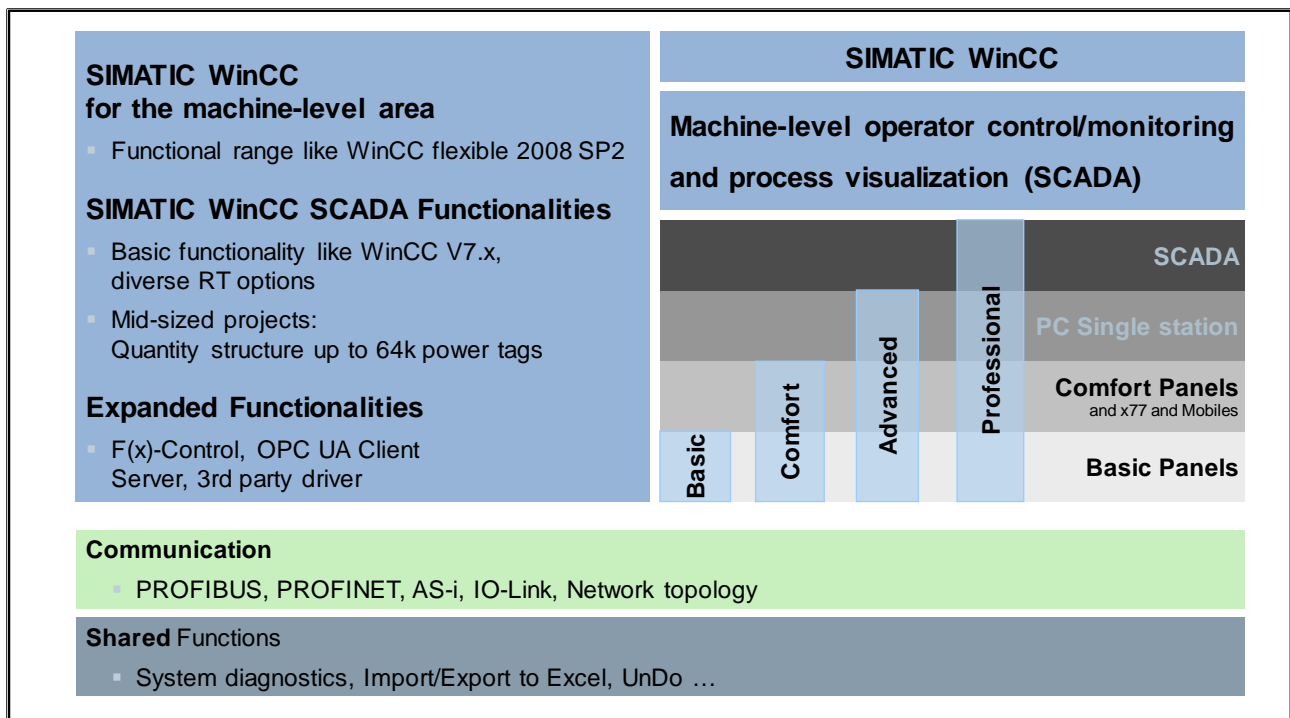 SIMATIC WinCC
for the machine-level area
▪ Functional range like WinCC flexible 2008 SP2
SIMATIC WinCC SCADA Functionalities
▪ Basic functionality like WinCC V7.x,
diverse RT options
▪ Mid-sized projects:
Quantity structure up to 64k power tags
Expanded Functionalities
▪ F(x)-Control, OPC UA Client
Server, 3rd party driver
SIMATIC WinCC
Machine-level operator control/monitoring
and process visualization (SCADA)
SCADA
PC Single station
Comfort Panels
and x77 and Mobiles
Basic Panels
Basic
Comfort
Advanced
Professional
Communication
▪ PROFIBUS, PROFINET, AS-i, IO-Link, Network topology
Shared Functions
▪ System diagnostics, Import/Export to Excel, UnDo …